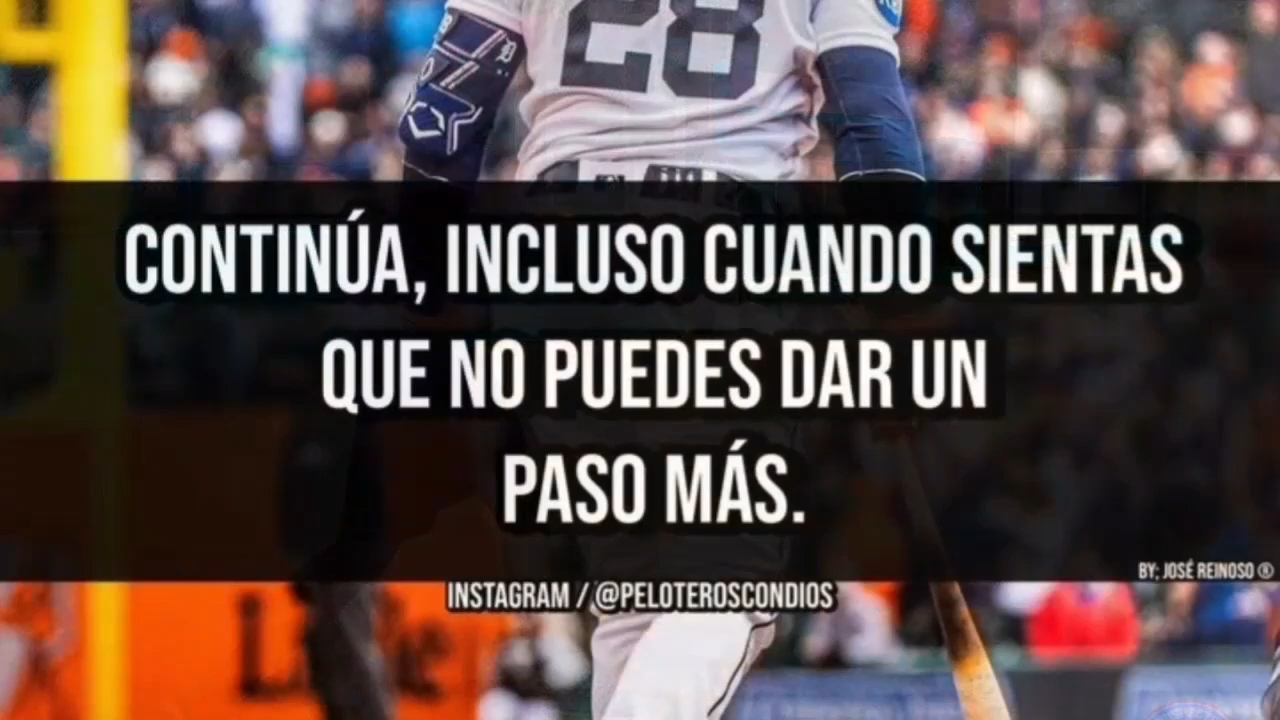 28
CONTINÚA, INCLUSO CUANDO SIENTAS
QUE NO PUEDES DAR UN
PASO MÁS.
BY; JOSÉ REINOSO ®
INSTAGRAM / @PELOTEROSCONDIOS